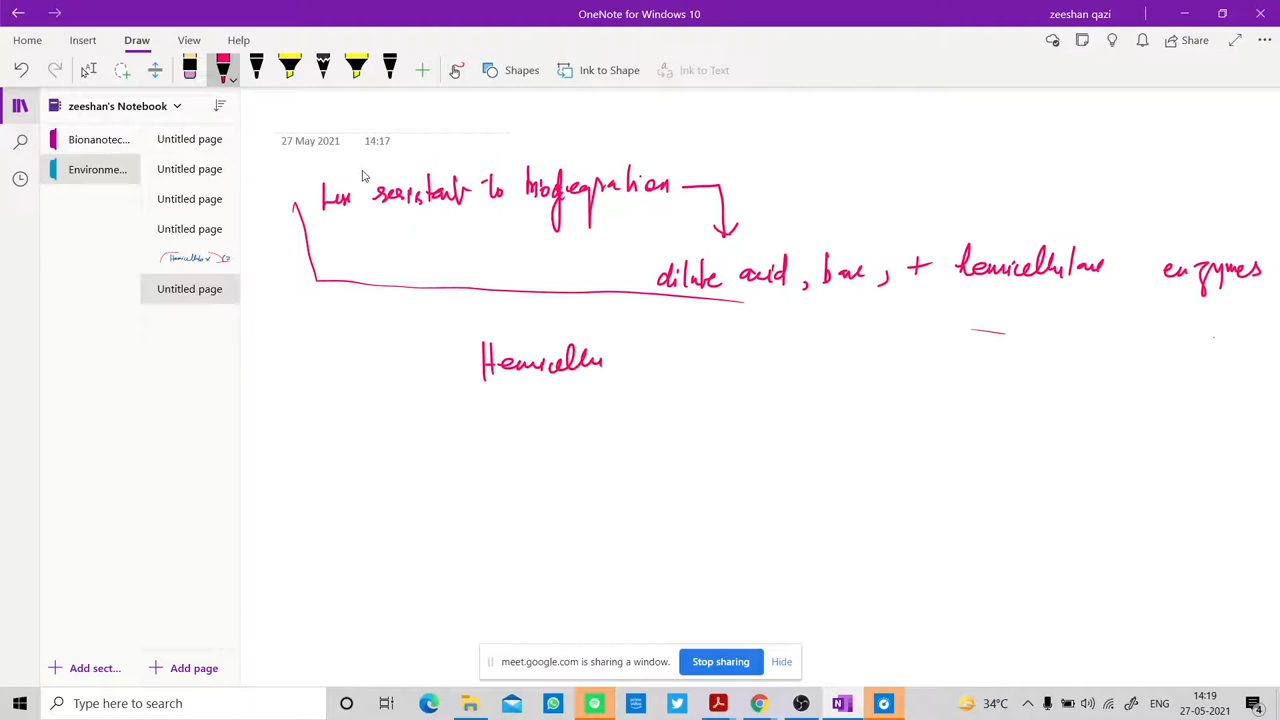 OneNote for Windows 10
zeeshan qazi
Home Insert Draw View Help
Share
Shapes Ink to Shape Ink to Text
zeeshan's Notebook
Bionanotec...
Environme...
Untitled page
Untitled page
Untitled page
Untitled page
Untitled page
27 May 2021 14:17
resistant to
dilute acid, base, + hemicellulase enzymes
Hemicellu
Add sect... Add page
meet.google.com is sharing a window. Stop sharing Hide
Type here to search
34°C
ENG
14:19
27-05-2021
4